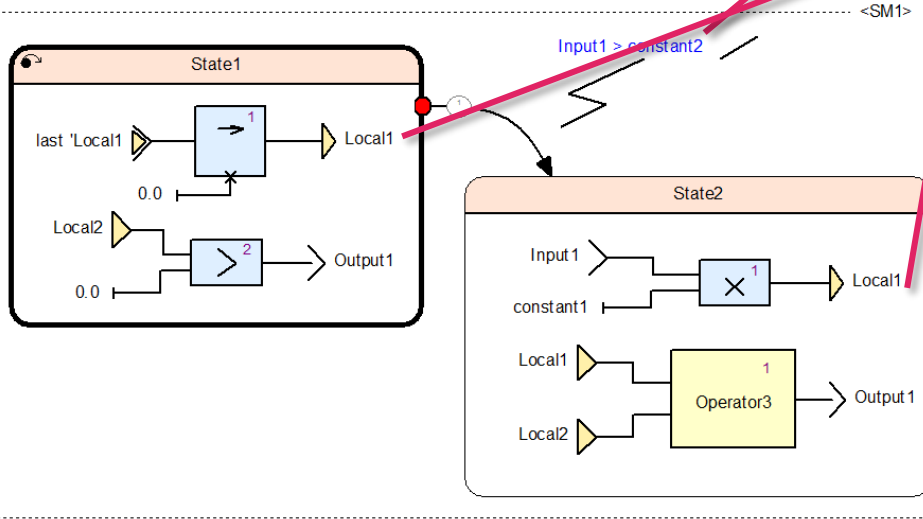 <SM1>
Input1 > constant2
State1
1
1
last 'Local1
Local1
0.0
State2
Local2
2
Output1
0.0
Input1
1
Local1
constant1
Local1
1
Operator3
Output1
Local2